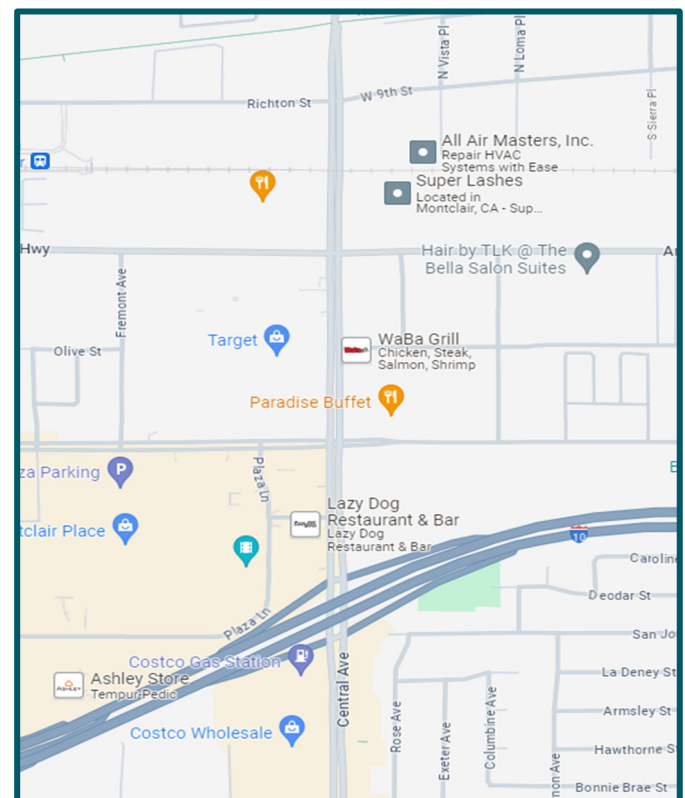 N Vista Pl
N Loma Pl
S Sierra Pl
Richton St
W 9th St
All Air Masters, Inc.
Repair HVAC
Systems with Ease
Super Lashes
Located in
Montclair, CA - Sup...
Hwy
Hair by TLK @ The
Bella Salon Suites
Fremont Ave
Target
WaBa Grill
Chicken, Steak,
Salmon, Shrimp
Olive St
Paradise Buffet
za Parking
P
Plaza Ln
tclair Place
Lazy Dog
Restaurant & Bar
Lazy Dog
Restaurant & Bar
10
Caroline
Deodar St
Plaza Ln
San Jo
Costco Gas Station
La Deney St
Ashley Store
Tempur-Pedic
ASHLEY
Central Ave
Rose Ave
Exeter Ave
Columbine Ave
Armsley St
Costco Wholesale
Hawthorne S
mon Ave
Bonnie Brae St